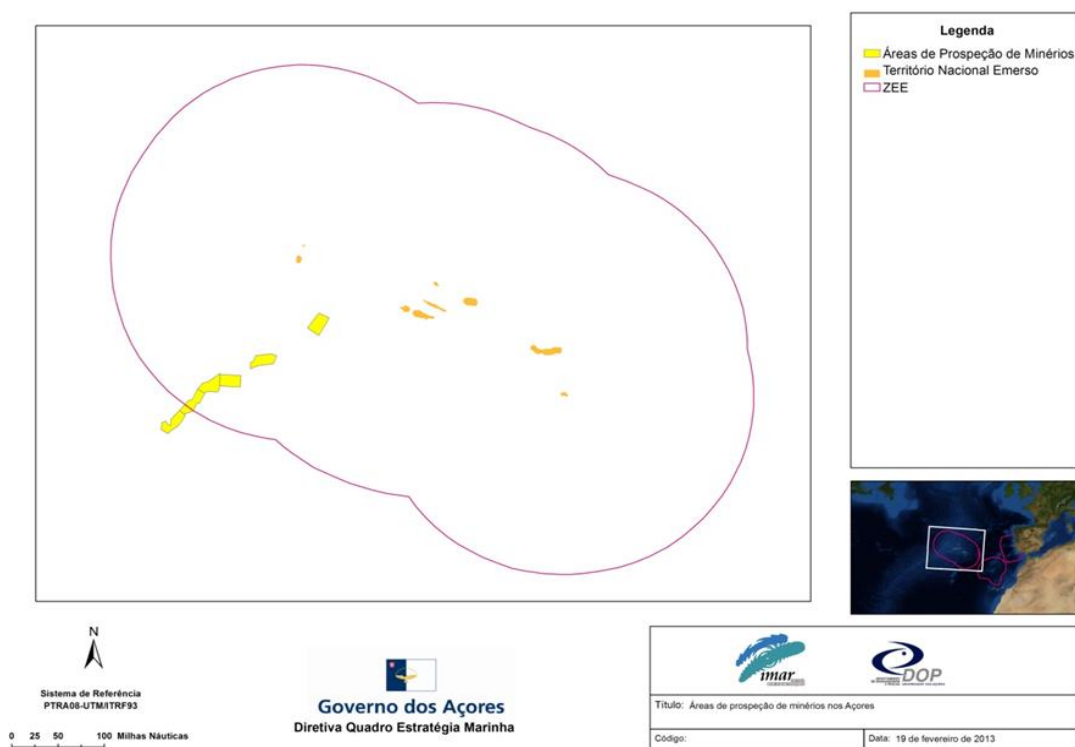 Legenda
Áreas de Prospeção de Minérios
Território Nacional Emerso
ZEE
N
Sistema de Referência
PTRA08-UTM/ITRF93
0 25 50 100 Milhas Náuticas
Governo dos Açores
Diretiva Quadro Estratégia Marinha
imar
DOP
Título: Áreas de prospeção de minérios nos Açores
Código:
Data: 19 de fevereiro de 2013